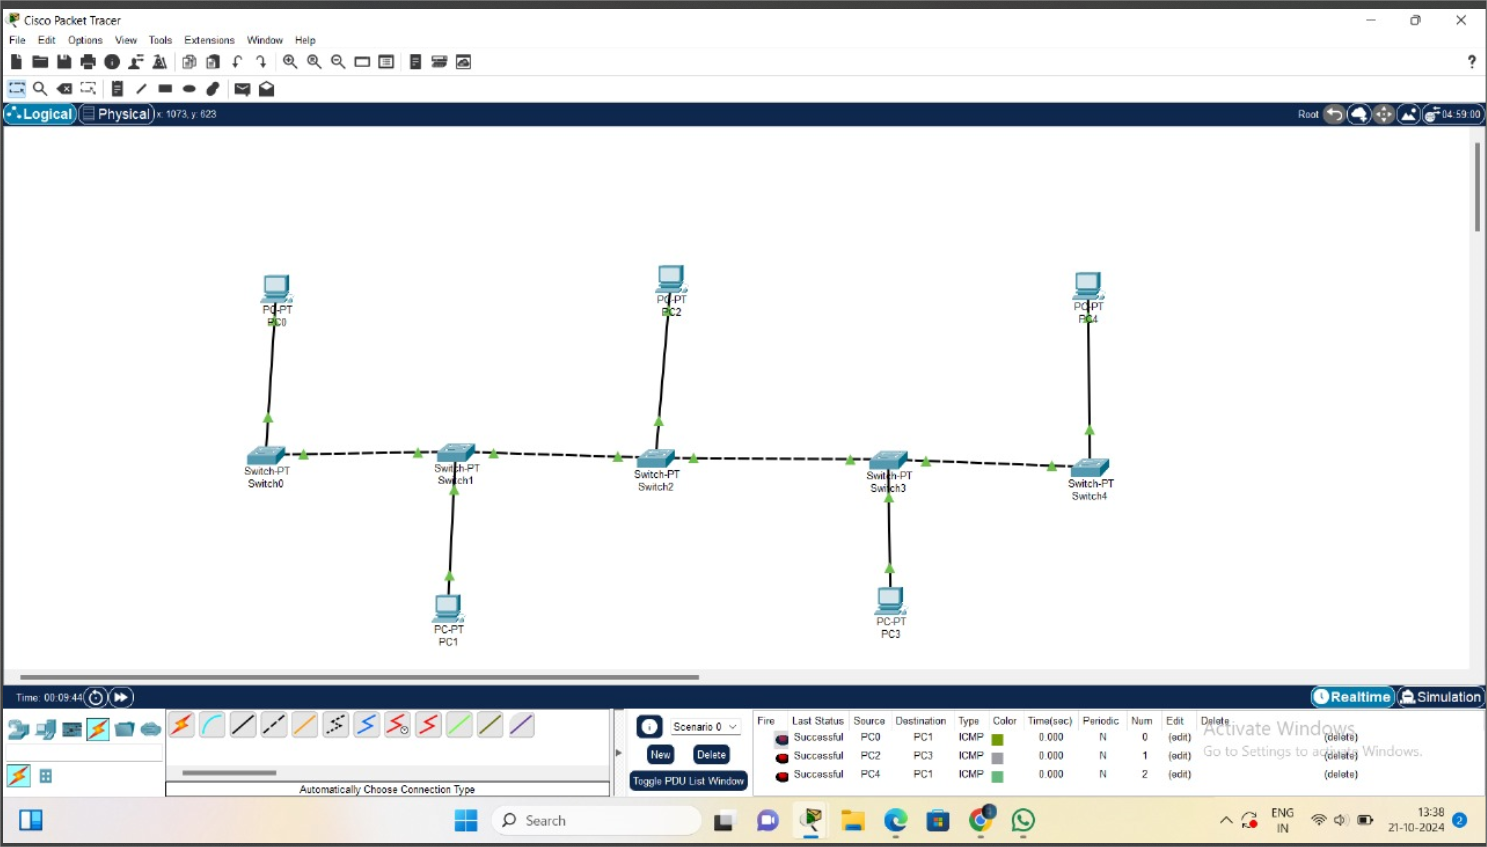 Cisco Packet Tracer
File Edit Options View Tools Extensions Window Help
?
Logical Physical x: 1073, y: 623 Root 04:59:00
PC-PT
PC0
PC-PT
PC2
PC-PT
PC4
Switch-PT
Switch0
Switch-PT
Switch1
Switch-PT
Switch2
Switch-PT
Switch3
Switch-PT
Switch4
PC-PT
PC1
PC-PT
PC3
Time: 00:09:44 Realtime Simulation
Automatically Choose Connection Type
Scenario 0
New Delete
Toggle PDU List Window
Fire Last Status Source Destination Type Color Time(sec) Periodic Num Edit Delete
Successful PC0 PC1 ICMP 0.000 N 0 (edit) (delete)
Successful PC2 PC3 ICMP 0.000 N 1 (edit) (delete)
Successful PC4 PC1 ICMP 0.000 N 2 (edit) (delete)
Activate Windows
Go to Settings to activate Windows.
Search
ENG
IN
13:38
21-10-2024
2